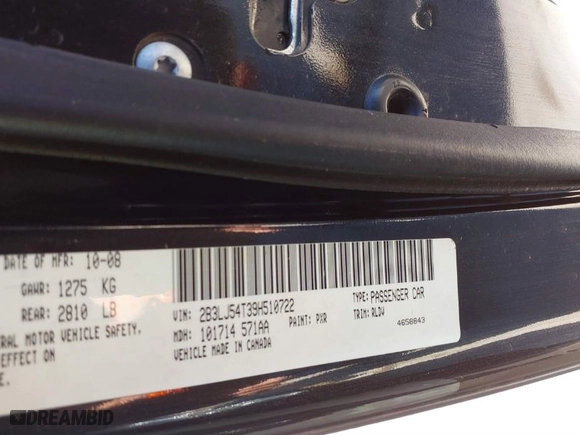 DATE OF MFR: 10-08
GAWR: 1275 KG
REAR: 2810 LB
VIN: 2B3LJ54T39H510722
TYPE: PASSENGER CAR
MDH: 101714 571AA
PAINT: PXR
TRIM: RLDV
VEHICLE MADE IN CANADA
4658843
MOTOR VEHICLE SAFETY,
EFFECT ON
DREAMBID